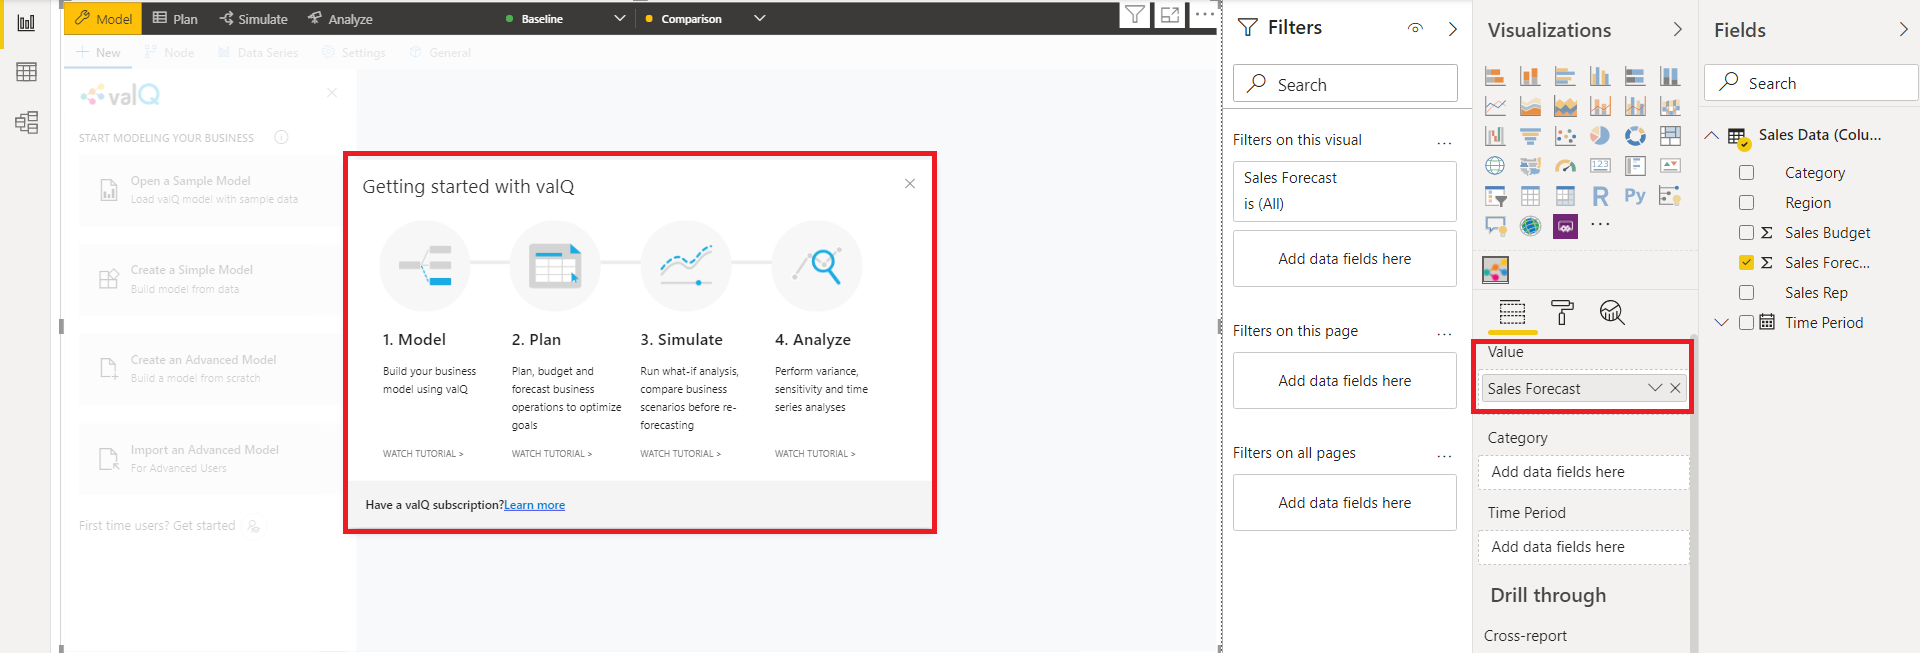 Model
Plan
Simulate
Analyze
Baseline
Comparison
New
Node
Data Series
Settings
General
valQ
START MODELING YOUR BUSINESS
Open a Sample Model
Load valQ model with sample data
Create a Simple Model
Build model from data
Create an Advanced Model
Build a model from scratch
Import an Advanced Model
For Advanced Users
First time users? Get started
Getting started with valQ
1. Model
Build your business
model using valQ
WATCH TUTORIAL >
2. Plan
Plan, budget and
forecast business
operations to optimize
goals
WATCH TUTORIAL >
3. Simulate
Run what-if analysis,
compare business
scenarios before re-
forecasting
WATCH TUTORIAL >
4. Analyze
Perform variance,
sensitivity and time
series analyses
WATCH TUTORIAL >
Have a valQ subscription?Learn more
Filters
Search
Filters on this visual
...
Sales Forecast
is (All)
Add data fields here
Filters on this page
...
Add data fields here
Filters on all pages
...
Add data fields here
Visualizations
123
R
Py
...
Value
Sales Forecast
Category
Add data fields here
Time Period
Add data fields here
Drill through
Cross-report
Fields
Search
Sales Data (Colu...
Category
Region
Σ Sales Budget
Σ Sales Forec...
Sales Rep
Time Period